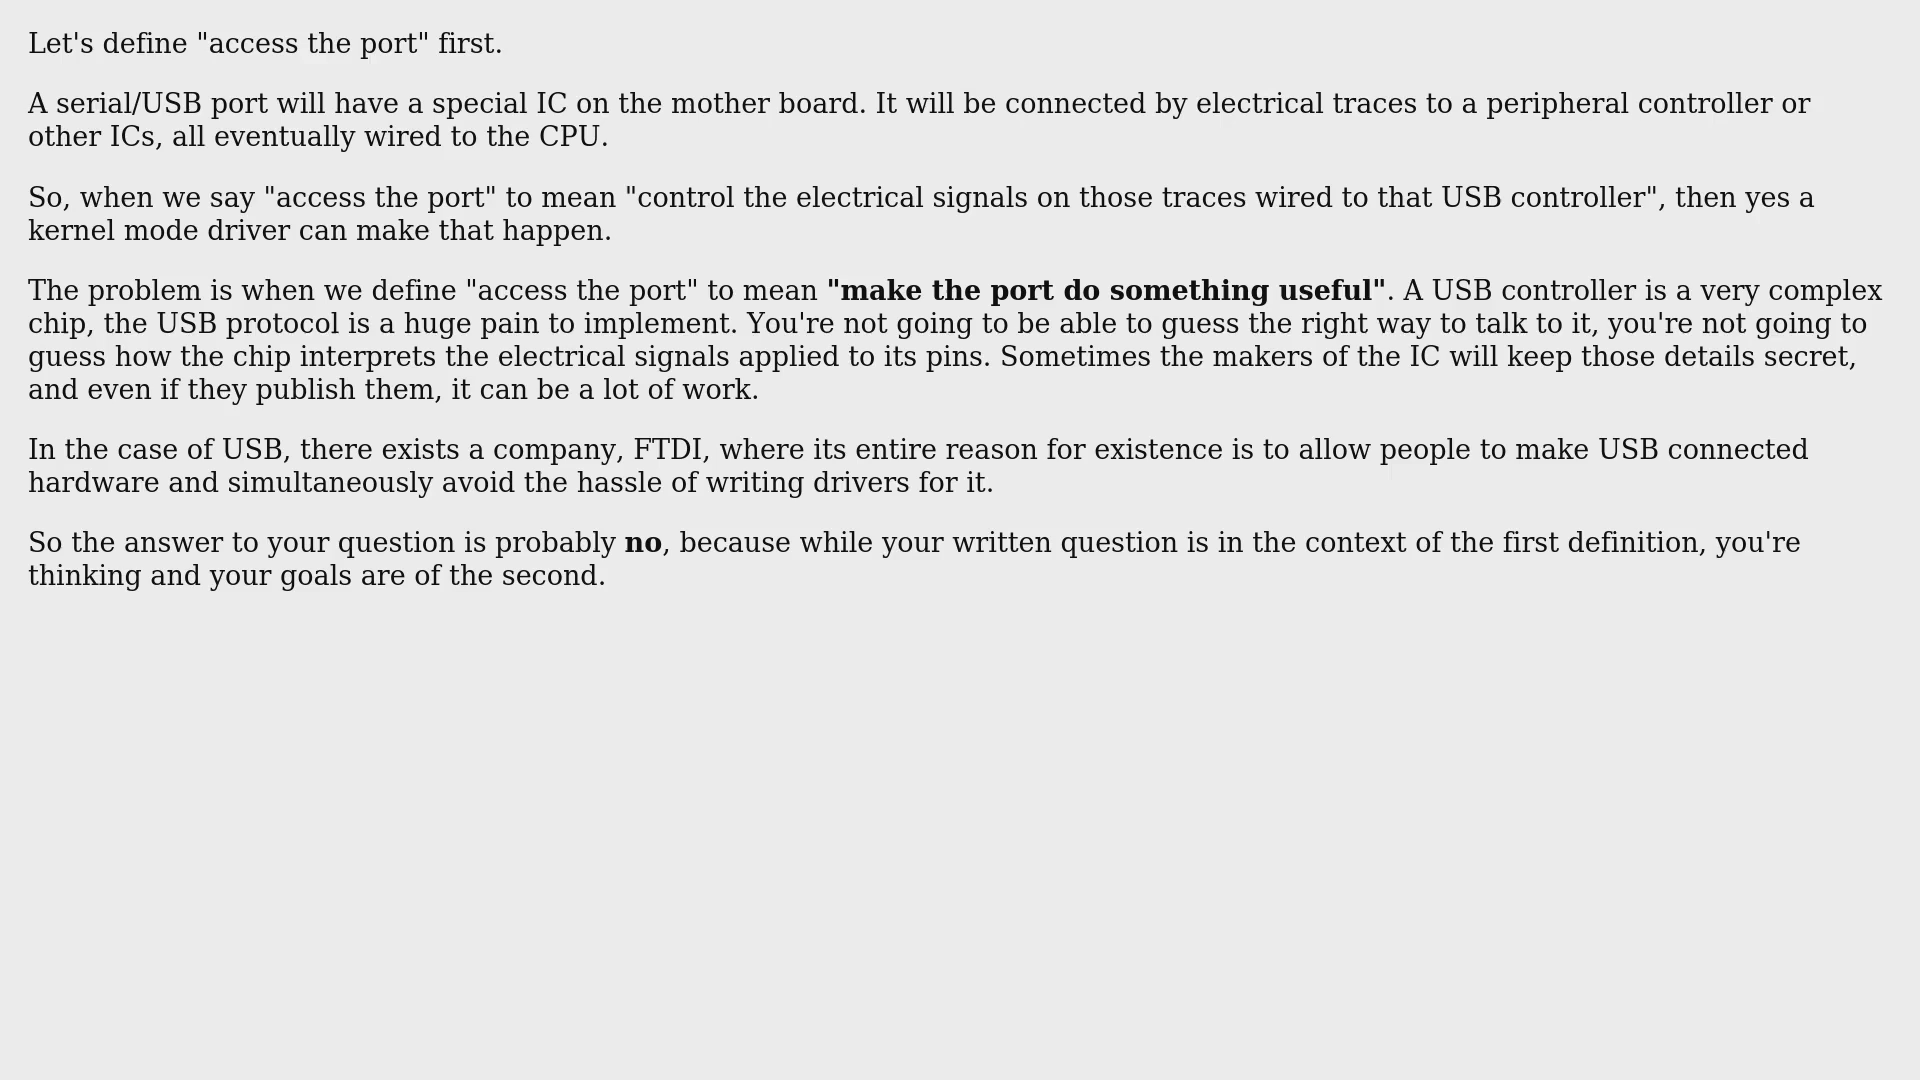 Let's define "access the port" first.
A serial/USB port will have a special IC on the mother board. It will be connected by electrical traces to a peripheral controller or
other ICs, all eventually wired to the CPU.
So, when we say "access the port" to mean "control the electrical signals on those traces wired to that USB controller", then yes a
kernel mode driver can make that happen.
The problem is when we define "access the port" to mean "make the port do something useful". A USB controller is a very complex
chip, the USB protocol is a huge pain to implement. You're not going to be able to guess the right way to talk to it, you're not going to
guess how the chip interprets the electrical signals applied to its pins. Sometimes the makers of the IC will keep those details secret,
and even if they publish them, it can be a lot of work.
In the case of USB, there exists a company, FTDI, where its entire reason for existence is to allow people to make USB connected
hardware and simultaneously avoid the hassle of writing drivers for it.
So the answer to your question is probably no, because while your written question is in the context of the first definition, you're
thinking and your goals are of the second.